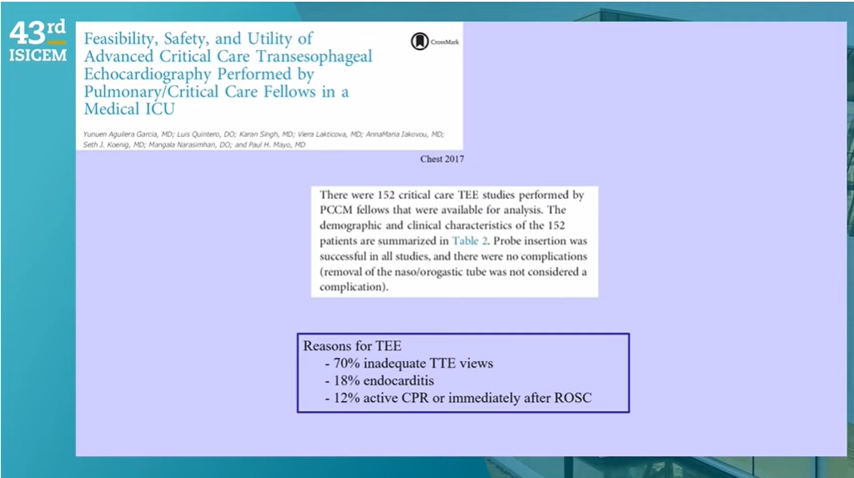 43rd
ISICEM
Feasibility, Safety, and Utility of
Advanced Critical Care Transesophageal
Echocardiography Performed by
Pulmonary/Critical Care Fellows in a
Medical ICU
CrossMark
Yunuen Aguilera Garcia, MD; Luis Quintero, DO; Karan Singh, MD; Viera Lakticova, MD; AnnaMaria Iakovou, MD;
Seth J. Koenig, MD; Mangala Narasimhan, DO; and Paul H. Mayo, MD
Chest 2017
There were 152 critical care TEE studies performed by
PCCM fellows that were available for analysis. The
demographic and clinical characteristics of the 152
patients are summarized in Table 2. Probe insertion was
successful in all studies, and there were no complications
(removal of the naso/orogastic tube was not considered a
complication).
Reasons for TEE
- 70% inadequate TTE views
- 18% endocarditis
- 12% active CPR or immediately after ROSC